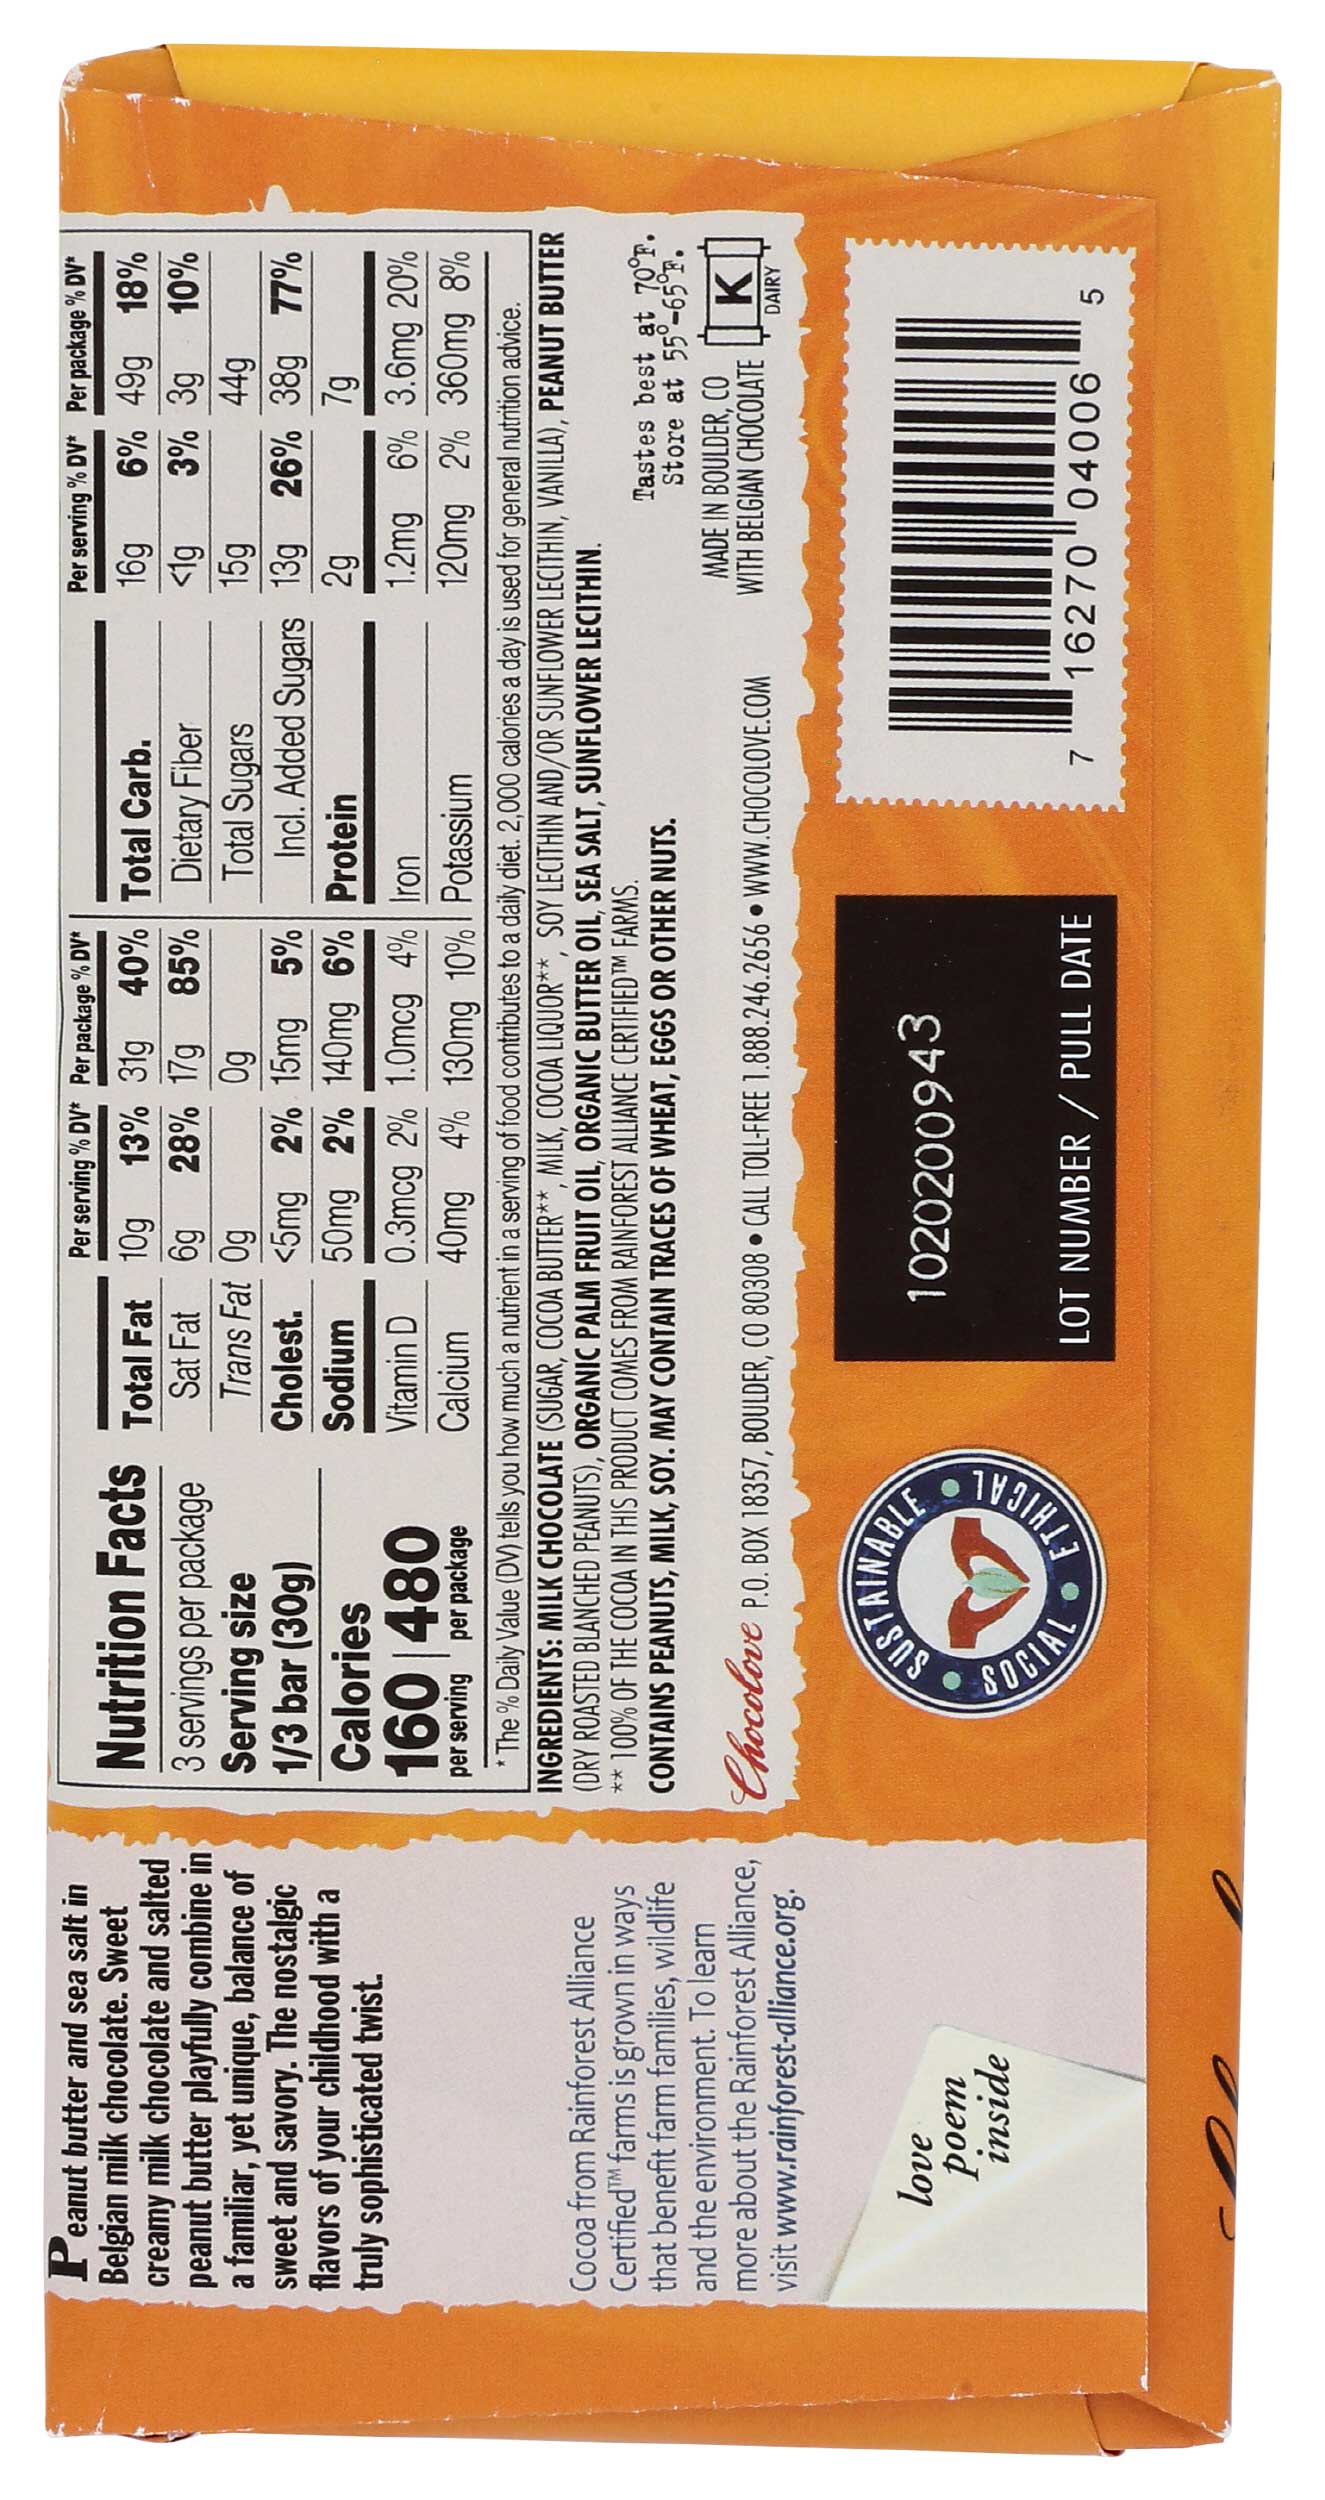 Peanut butter and sea salt in
Belgian milk chocolate. Sweet
creamy milk chocolate and salted
peanut butter playfully combine in
a familiar, yet unique, balance of
sweet and savory. The nostalgic
flavors of your childhood with a
truly sophisticated twist.
Cocoa from Rainforest Alliance
Certified™ farms is grown in ways
that benefit farm families, wildlife
and the environment. To learn
more about the Rainforest Alliance,
visit www.rainforest-alliance.org.
love
poem
inside
Nutrition Facts
3 servings per package
Serving size
1/3 bar (30g)
Calories
160 | 480
per serving per package
Per serving % DV* Per package % DV*
Total Fat 10g 13% 31g 40%
Sat Fat 6g 28% 17g 85%
Trans Fat 0g 0g
Cholest. <5mg 2% 15mg 5%
Sodium 50mg 2% 140mg 6%
Vitamin D 0.3mcg 2% 1.0mcg 4%
Calcium 40mg 4% 130mg 10%
Per serving % DV* Per package % DV*
Total Carb. 16g 6% 49g 18%
Dietary Fiber <1g 3% 3g 10%
Total Sugars 15g 44g
Incl. Added Sugars 13g 26% 38g 77%
Protein 2g 7g
Iron 1.2mg 6% 3.6mg 20%
Potassium 120mg 2% 360mg 8%
* The % Daily Value (DV) tells you how much a nutrient in a serving of food contributes to a daily diet. 2,000 calories a day is used for general nutrition advice.
INGREDIENTS: MILK CHOCOLATE (SUGAR, COCOA BUTTER**, MILK, COCOA LIQUOR**, SOY LECITHIN AND/OR SUNFLOWER LECITHIN, VANILLA), PEANUT BUTTER
(DRY ROASTED BLANCHED PEANUTS), ORGANIC PALM FRUIT OIL, ORGANIC BUTTER OIL, SEA SALT, SUNFLOWER LECITHIN.
** 100% OF THE COCOA IN THIS PRODUCT COMES FROM RAINFOREST ALLIANCE CERTIFIED™ FARMS.
CONTAINS PEANUTS, MILK, SOY. MAY CONTAIN TRACES OF WHEAT, EGGS OR OTHER NUTS.
Tastes best at 70°F.
Store at 55°–65°F.
MADE IN BOULDER, CO
WITH BELGIAN CHOCOLATE
K
DAIRY
Chocolove P.O. BOX 18357, BOULDER, CO 80308 • CALL TOLL-FREE 1.888.246.2656 • WWW.CHOCOLOVE.COM
SUSTAINABLE • ETHICAL • SOCIAL •
1020200943
LOT NUMBER / PULL DATE
7 16270 04006 5